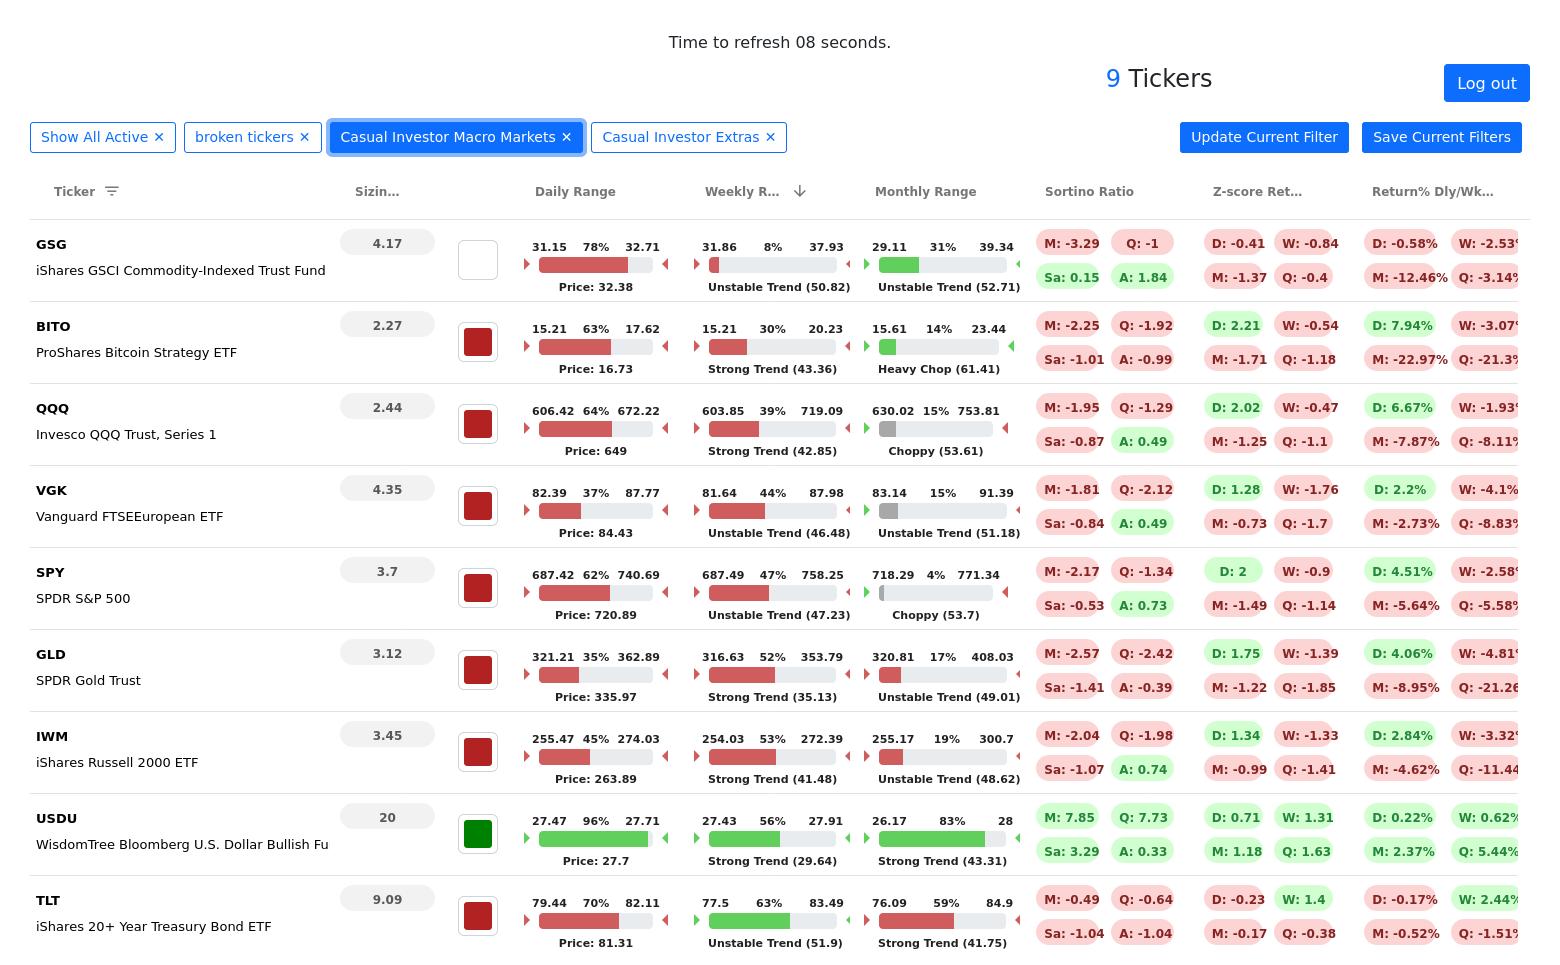 Time to refresh 08 seconds.
9 Tickers
Log out
Show All Active ✕ broken tickers ✕ Casual Investor Macro Markets ✕ Casual Investor Extras ✕ Update Current Filter Save Current Filters
Ticker Sizin… Daily Range Weekly R… Monthly Range Sortino Ratio Z-score Ret… Return% Dly/Wk…
GSG 4.17 31.15 78% 32.71 31.86 8% 37.93 29.11 31% 39.34 M: -3.29 Q: -1 D: -0.41 W: -0.84 D: -0.58% W: -2.53%
iShares GSCI Commodity-Indexed Trust Fund Sa: 0.15 A: 1.84 M: -1.37 Q: -0.4 M: -12.46% Q: -3.14%
Price: 32.38 Unstable Trend (50.82) Unstable Trend (52.71)
BITO 2.27 15.21 63% 17.62 15.21 30% 20.23 15.61 14% 23.44 M: -2.25 Q: -1.92 D: 2.21 W: -0.54 D: 7.94% W: -3.07%
ProShares Bitcoin Strategy ETF Sa: -1.01 A: -0.99 M: -1.71 Q: -1.18 M: -22.97% Q: -21.3%
Price: 16.73 Strong Trend (43.36) Heavy Chop (61.41)
QQQ 2.44 606.42 64% 672.22 603.85 39% 719.09 630.02 15% 753.81 M: -1.95 Q: -1.29 D: 2.02 W: -0.47 D: 6.67% W: -1.93%
Invesco QQQ Trust, Series 1 Sa: -0.87 A: 0.49 M: -1.25 Q: -1.1 M: -7.87% Q: -8.11%
Price: 649 Strong Trend (42.85) Choppy (53.61)
VGK 4.35 82.39 37% 87.77 81.64 44% 87.98 83.14 15% 91.39 M: -1.81 Q: -2.12 D: 1.28 W: -1.76 D: 2.2% W: -4.1%
Vanguard FTSEEuropean ETF Sa: -0.84 A: 0.49 M: -0.73 Q: -1.7 M: -2.73% Q: -8.83%
Price: 84.43 Unstable Trend (46.48) Unstable Trend (51.18)
SPY 3.7 687.42 62% 740.69 687.49 47% 758.25 718.29 4% 771.34 M: -2.17 Q: -1.34 D: 2 W: -0.9 D: 4.51% W: -2.58%
SPDR S&P 500 Sa: -0.53 A: 0.73 M: -1.49 Q: -1.14 M: -5.64% Q: -5.58%
Price: 720.89 Unstable Trend (47.23) Choppy (53.7)
GLD 3.12 321.21 35% 362.89 316.63 52% 353.79 320.81 17% 408.03 M: -2.57 Q: -2.42 D: 1.75 W: -1.39 D: 4.06% W: -4.81%
SPDR Gold Trust Sa: -1.41 A: -0.39 M: -1.22 Q: -1.85 M: -8.95% Q: -21.26
Price: 335.97 Strong Trend (35.13) Unstable Trend (49.01)
IWM 3.45 255.47 45% 274.03 254.03 53% 272.39 255.17 19% 300.7 M: -2.04 Q: -1.98 D: 1.34 W: -1.33 D: 2.84% W: -3.32%
iShares Russell 2000 ETF Sa: -1.07 A: 0.74 M: -0.99 Q: -1.41 M: -4.62% Q: -11.44
Price: 263.89 Strong Trend (41.48) Unstable Trend (48.62)
USDU 20 27.47 96% 27.71 27.43 56% 27.91 26.17 83% 28 M: 7.85 Q: 7.73 D: 0.71 W: 1.31 D: 0.22% W: 0.62%
WisdomTree Bloomberg U.S. Dollar Bullish Fu Sa: 3.29 A: 0.33 M: 1.18 Q: 1.63 M: 2.37% Q: 5.44%
Price: 27.7 Strong Trend (29.64) Strong Trend (43.31)
TLT 9.09 79.44 70% 82.11 77.5 63% 83.49 76.09 59% 84.9 M: -0.49 Q: -0.64 D: -0.23 W: 1.4 D: -0.17% W: 2.44%
iShares 20+ Year Treasury Bond ETF Sa: -1.04 A: -1.04 M: -0.17 Q: -0.38 M: -0.52% Q: -1.51%
Price: 81.31 Unstable Trend (51.9) Strong Trend (41.75)